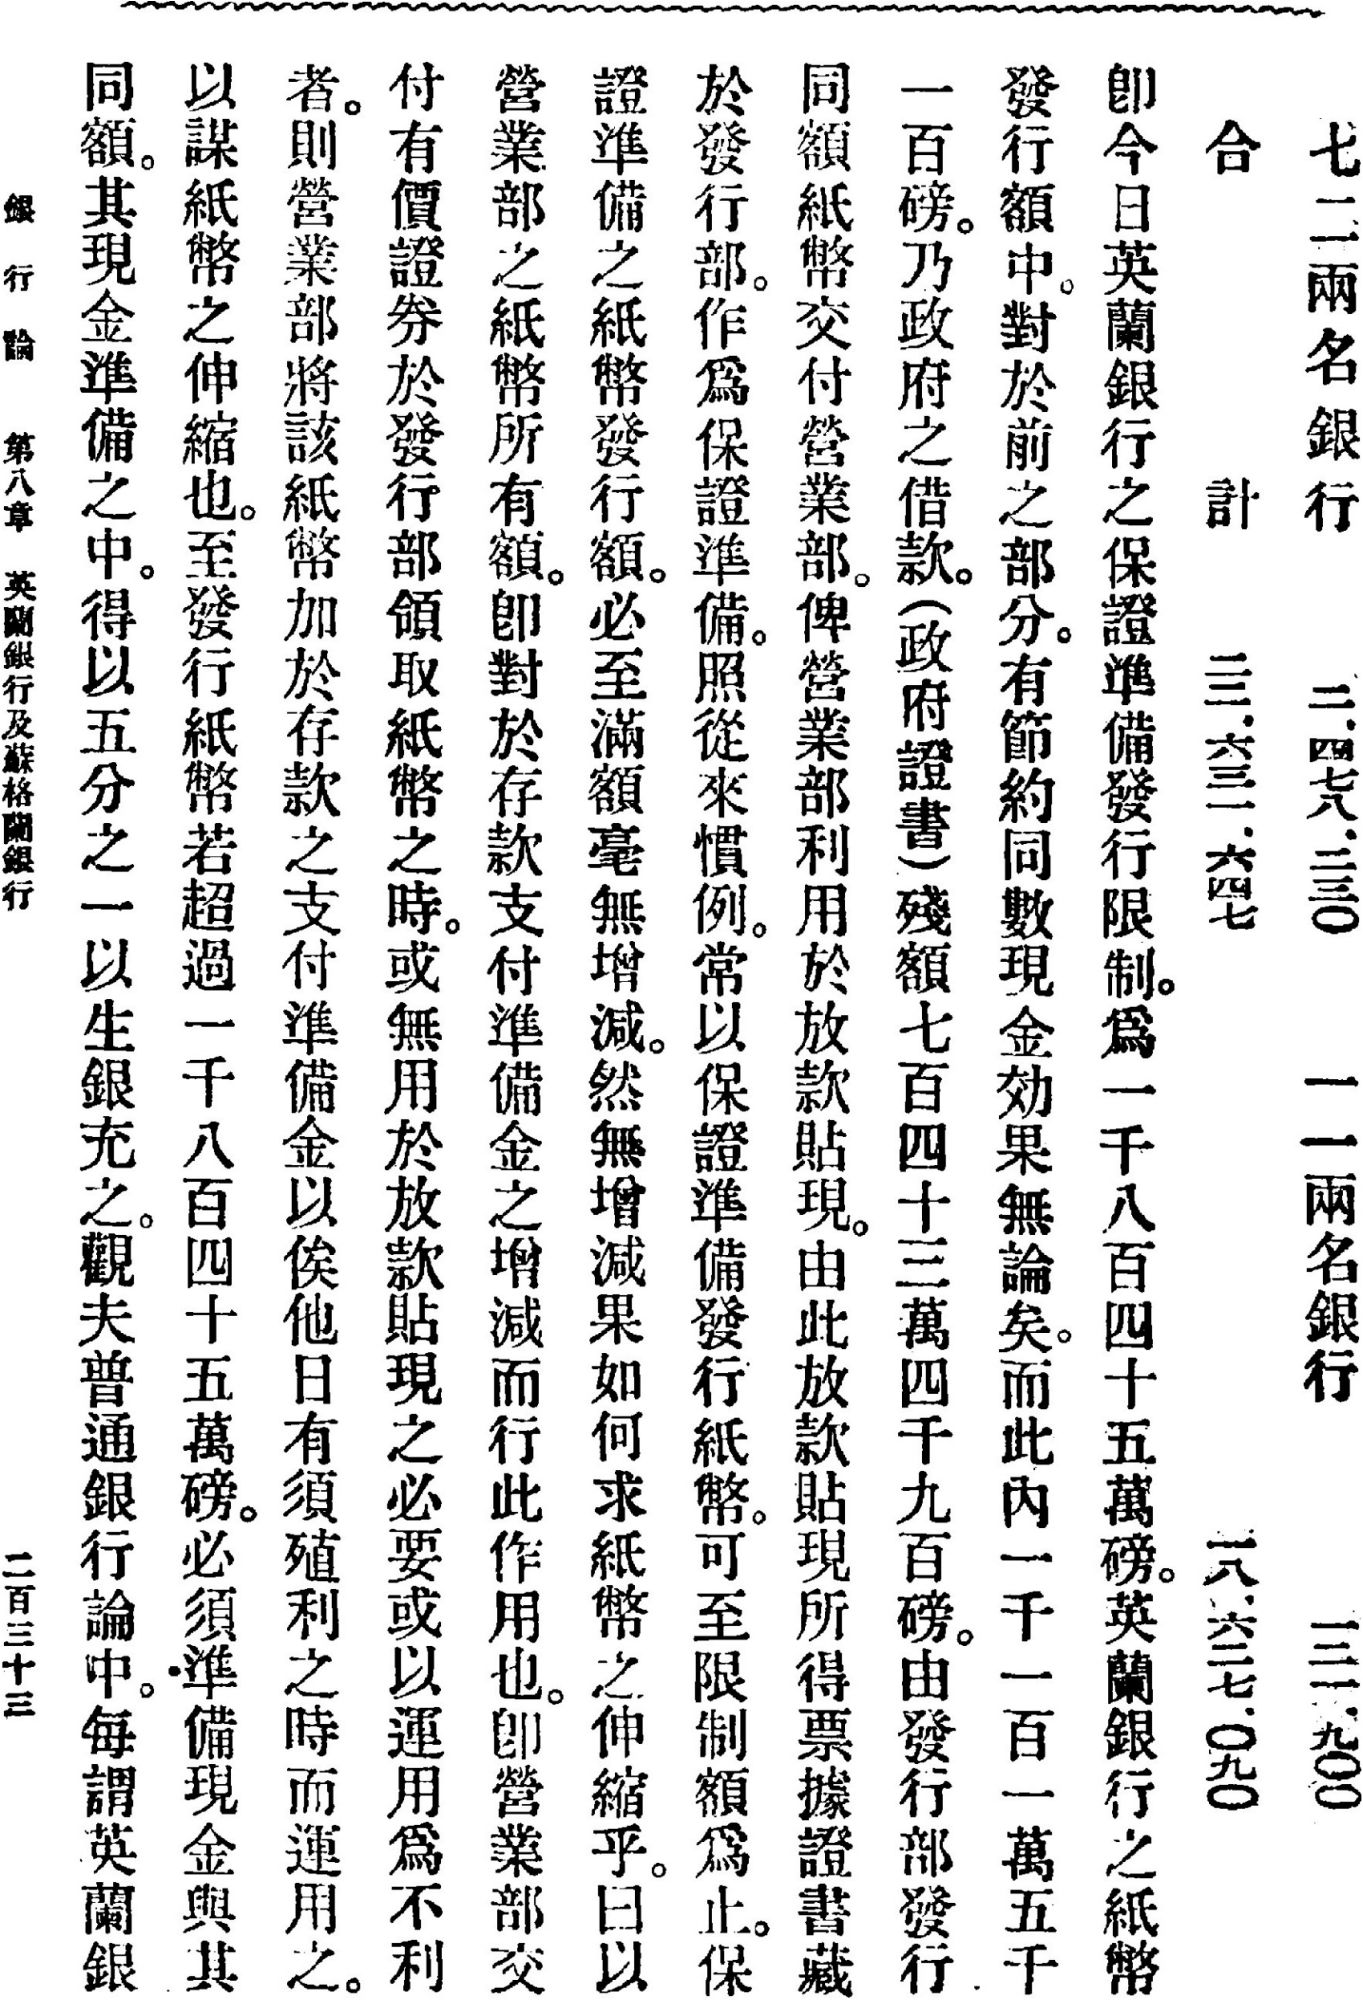 七二兩名銀行 二、四七八、二三〇 一一兩名銀行 一三一、九〇〇
合計 二二、六三一、六四七 一八、六二七、〇九〇
卽今日英蘭銀行之保證準備發行限制。爲一千八百四十五萬磅。英蘭銀行之紙幣
發行額中。對於前之部分。有節約同數現金効果無論矣。而此內一千一百一萬五千
一百磅。乃政府之借款。(政府證書)殘額七百四十三萬四千九百磅。由發行部發行
同額紙幣交付營業部。俾營業部利用於放款貼現。由此放款貼現所得票據證書藏
於發行部。作爲保證準備。照從來慣例。常以保證準備發行紙幣。可至限制額爲止。保
證準備之紙幣發行額。必至滿額毫無增減。然無增減果如何求紙幣之伸縮乎。曰以
營業部之紙幣所有額。卽對於存款支付準備金之增減而行此作用也。卽營業部交
付有價證券於發行部領取紙幣之時。或無用於放款貼現之必要或以運用爲不利
者。則營業部將該紙幣加於存款之支付準備金以俟他日有須殖利之時而運用之。
以謀紙幣之伸縮也。至發行紙幣若超過一千八百四十五萬磅。必須準備現金與其
同額。其現金準備之中。得以五分之一以生銀充之。觀夫普通銀行論中。每謂英蘭銀
銀行論 第八章 英蘭銀行及蘇格蘭銀行 二百三十三